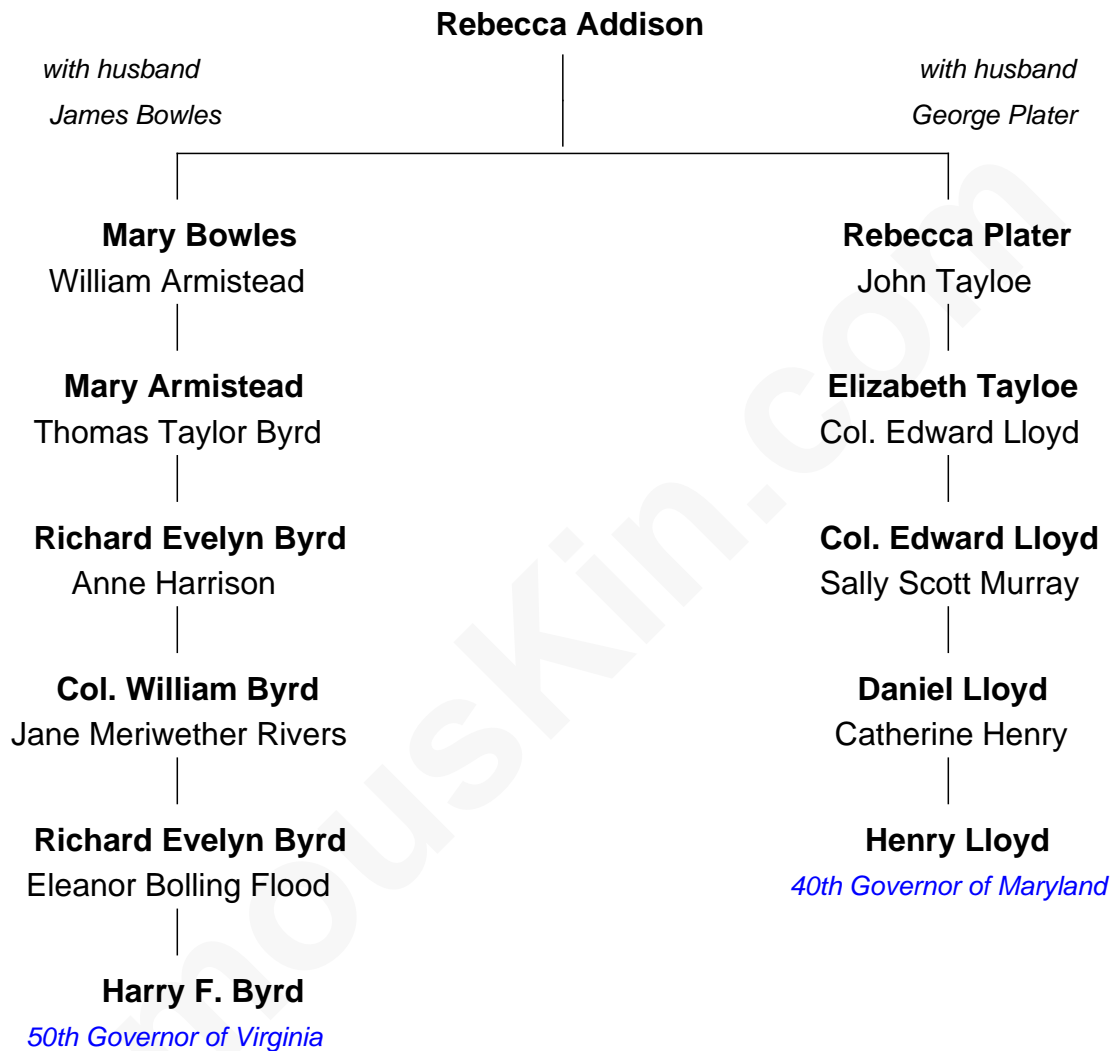 Rebecca Addison
with husband
James Bowles
with husband
George Plater
Mary Bowles
William Armistead
Rebecca Plater
John Tayloe
Mary Armistead
Thomas Taylor Byrd
Elizabeth Tayloe
Col. Edward Lloyd
Richard Evelyn Byrd
Anne Harrison
Col. Edward Lloyd
Sally Scott Murray
Col. William Byrd
Jane Meriwether Rivers
Daniel Lloyd
Catherine Henry
Richard Evelyn Byrd
Eleanor Bolling Flood
Henry Lloyd
40th Governor of Maryland
Harry F. Byrd
50th Governor of Virginia
mouskin.com